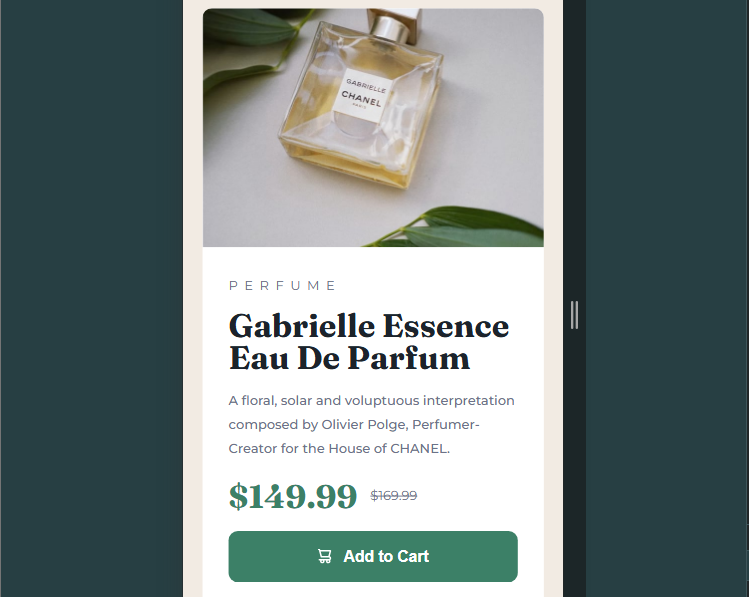 GABRIELLE
CHANEL
PARIS
PERFUME
Gabrielle Essence
Eau De Parfum
A floral, solar and voluptuous interpretation
composed by Olivier Polge, Perfumer-
Creator for the House of CHANEL.
$149.99 $169.99
Add to Cart